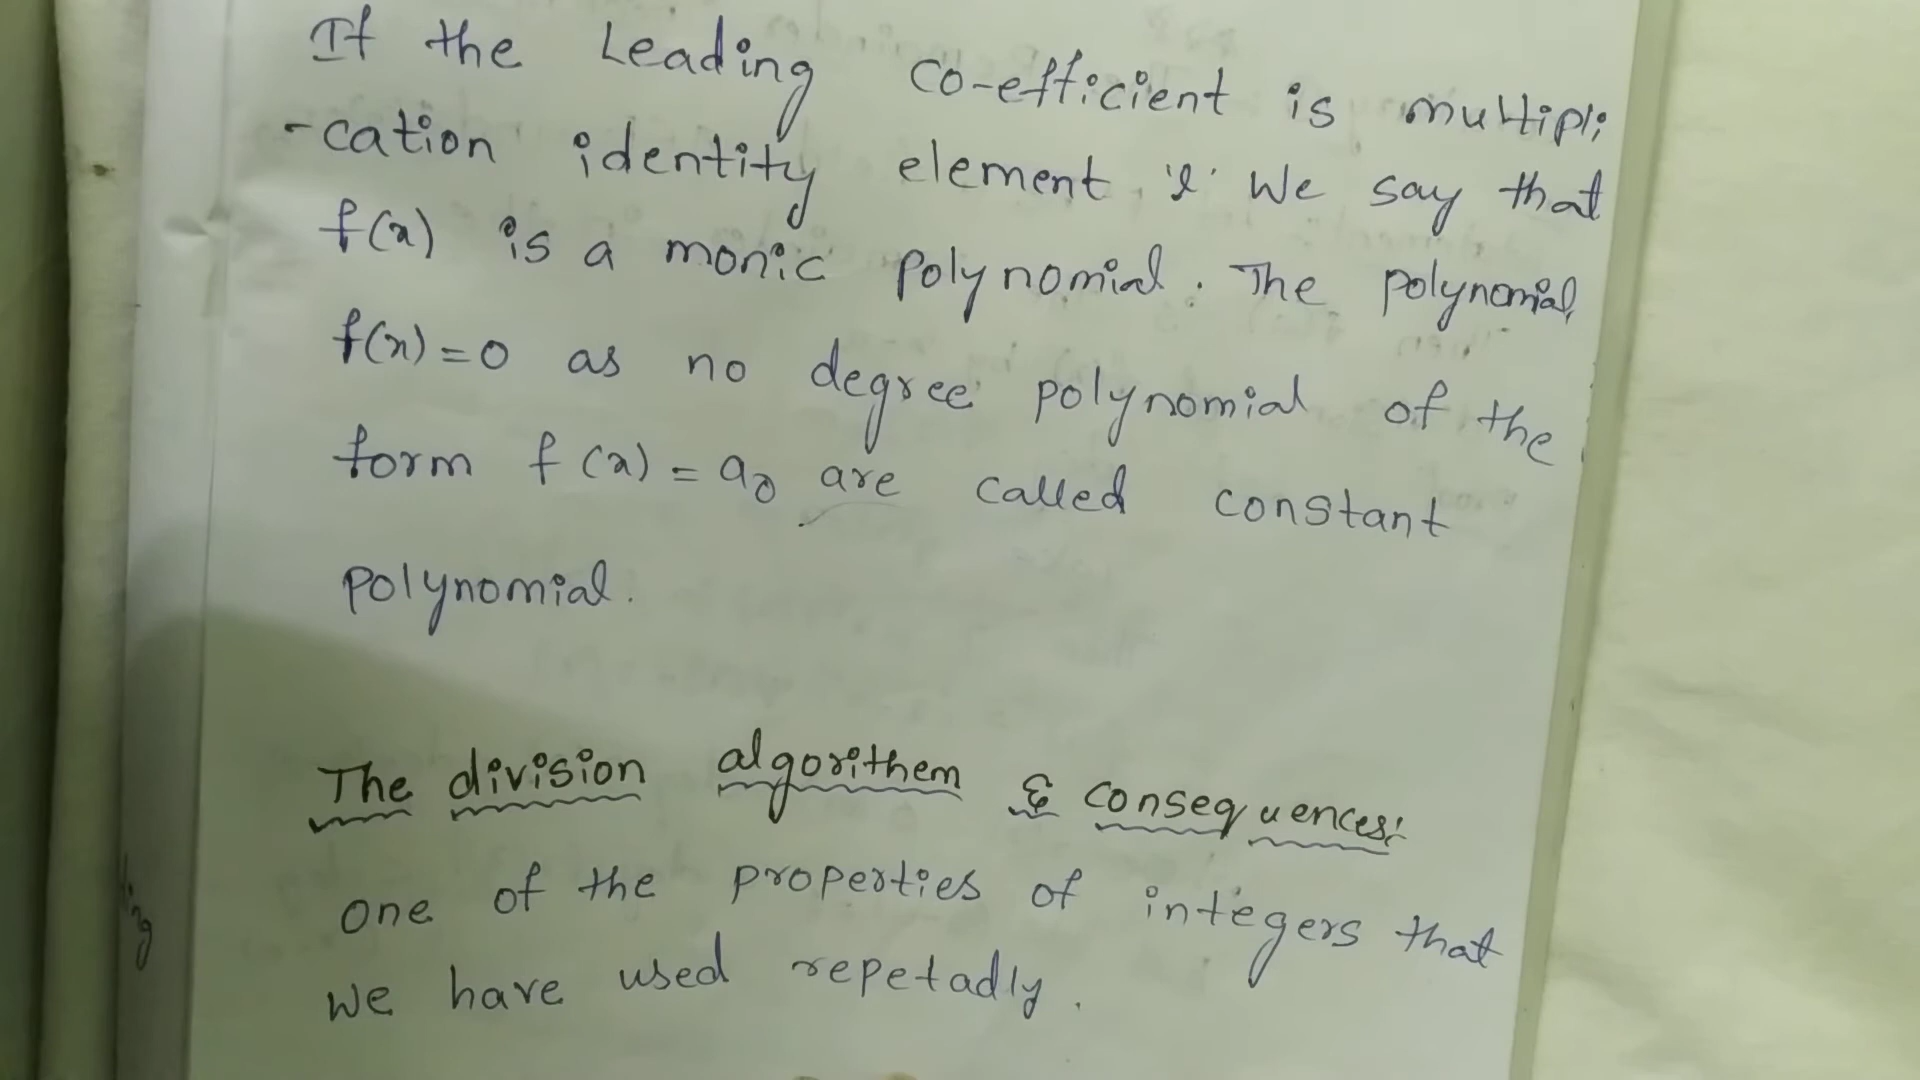 If the Leading co-efficient is multipli
-cation identity element '1' We say that
f(x) is a monic polynomial. The polynomial
f(x)=0 as no degree polynomial of the
form f(x) = a₀ are called constant
polynomial.
The division algorithem & consequences:
one of the properties of integers that
we have used repetadly.